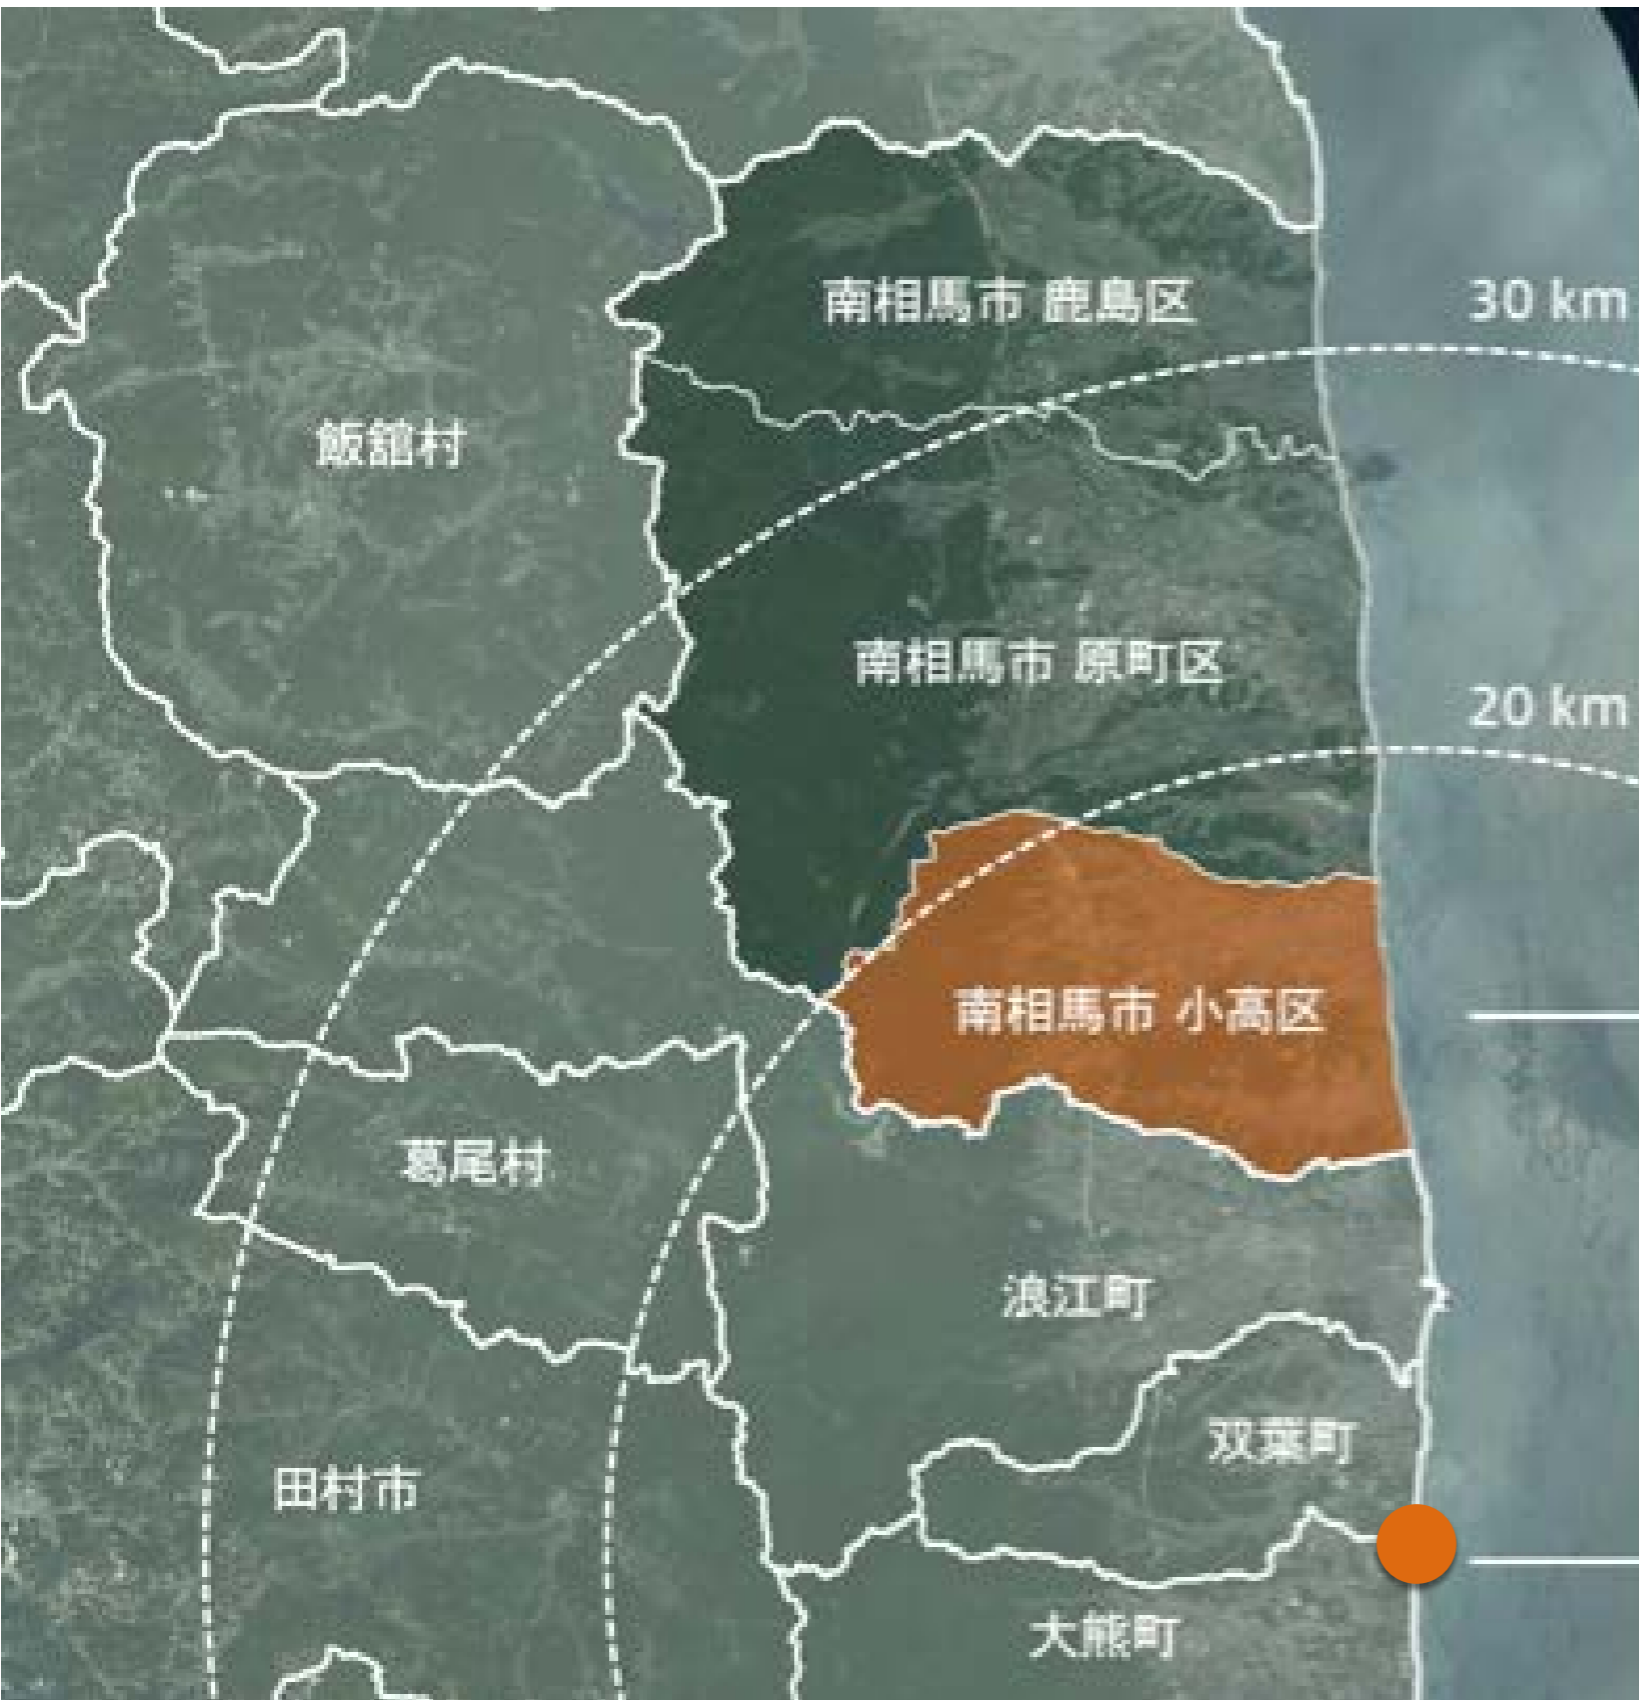 南相馬市 鹿島区
30 km
飯舘村
南相馬市 原町区
20 km
南相馬市 小高区
葛尾村
浪江町
双葉町
田村市
大熊町